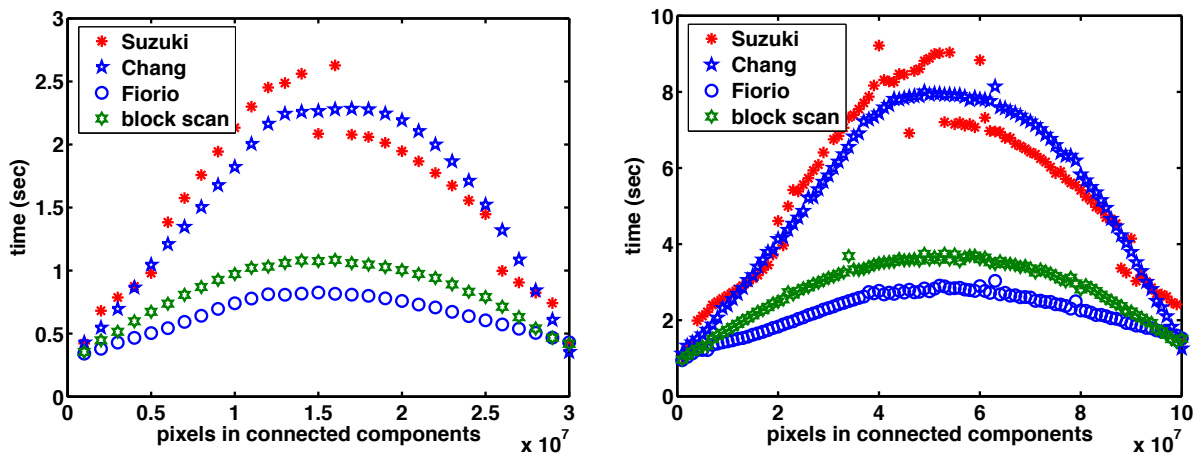 3
2.5
2
1.5
1
0.5
0
time (sec)
Suzuki
Chang
Fiorio
block scan
0 0.5 1 1.5 2 2.5 3
pixels in connected components
x 10^7
10
8
6
4
2
0
time (sec)
Suzuki
Chang
Fiorio
block scan
0 2 4 6 8 10
pixels in connected components
x 10^7